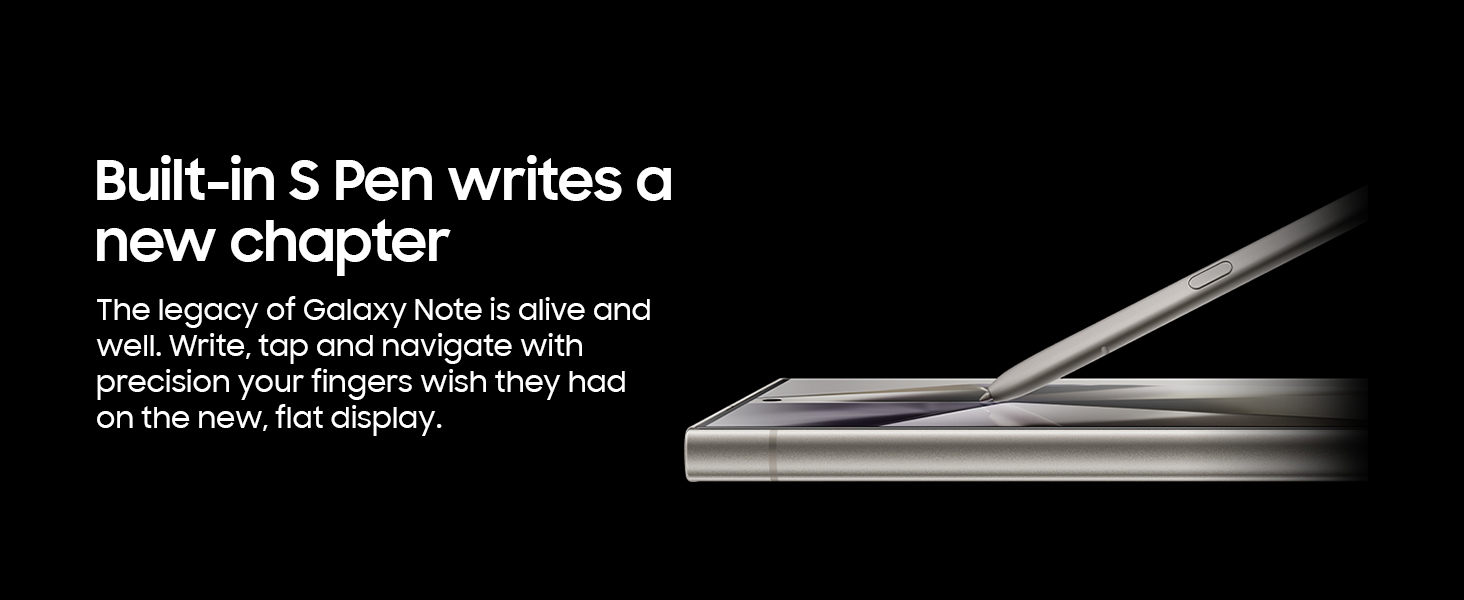 Built-in S Pen writes a
new chapter
The legacy of Galaxy Note is alive and
well. Write, tap and navigate with
precision your fingers wish they had
on the new, flat display.